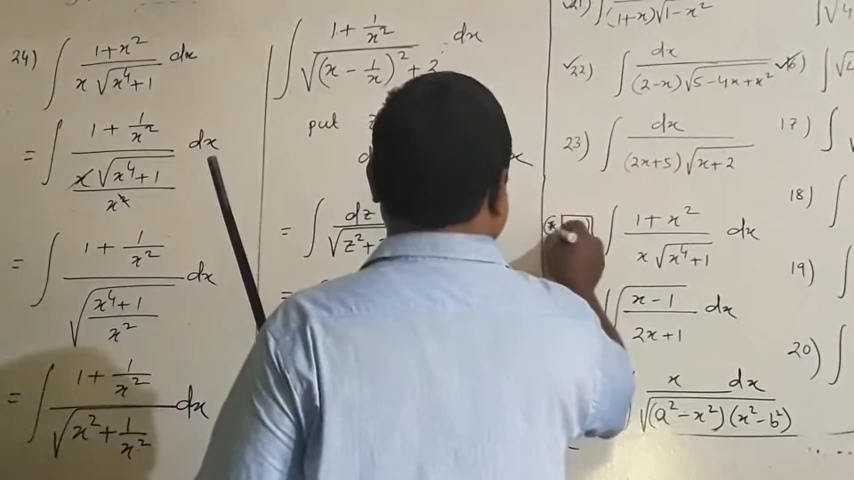 24) ∫ (1+x²)/(x√(x⁴+1)) dx
= ∫ (1+1/x²)/((x√(x⁴+1))/x²) dx
= ∫ (1+1/x²)/√((x⁴+1)/x²) dx
= ∫ (1+1/x²)/√(x²+1/x²) dx
∫ (1+1/x²)/√((x-1/x)²+2) dx
put
= ∫ dz/√(z²+
=
21) ∫ /((1+x)√(1-x²))
22) ∫ dx/((2-x)√(5-4x+x²))
23) ∫ dx/((2x+5)√(x+2))
∫ (1+x²)/(x√(x⁴+1)) dx
∫ √((x-1)/(2x+1)) dx
x dx/√((a²-x²)(x²-b²))
∫√4
∫√
17) ∫
18) ∫
19) ∫
20) ∫